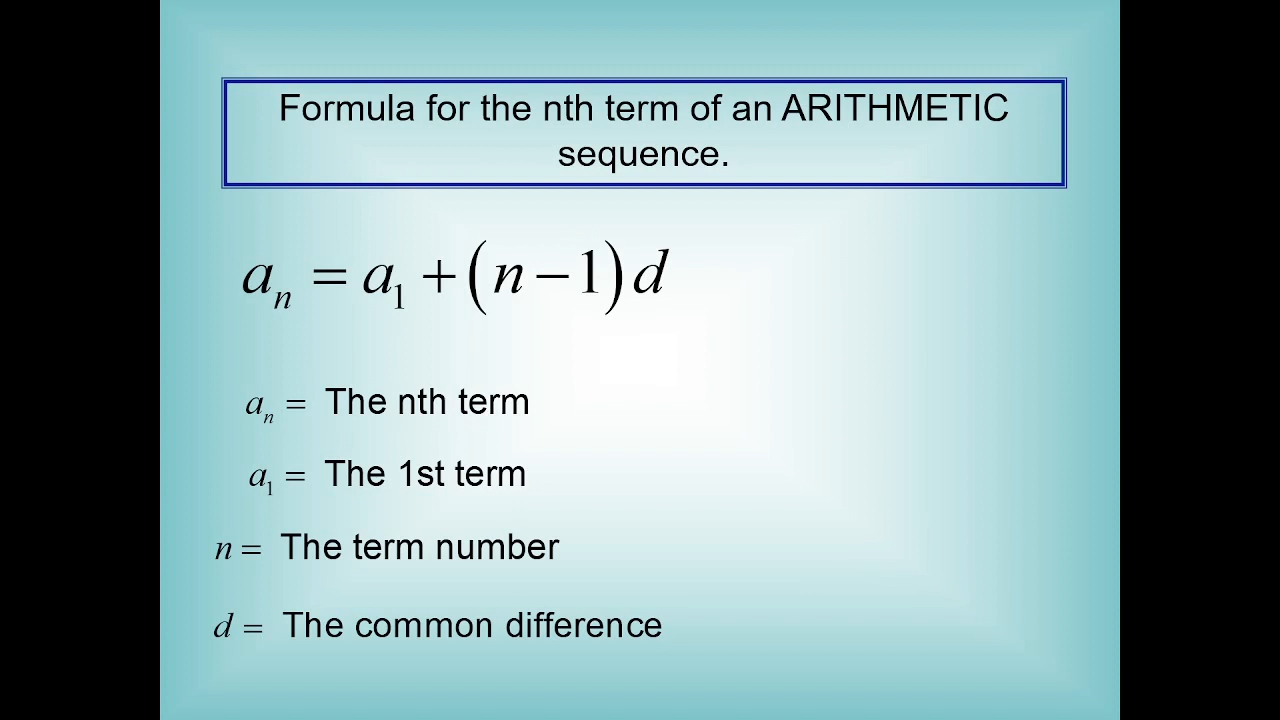 Formula for the nth term of an ARITHMETIC
sequence.
aₙ = a₁ + (n − 1) d
aₙ = The nth term
a₁ = The 1st term
n = The term number
d = The common difference